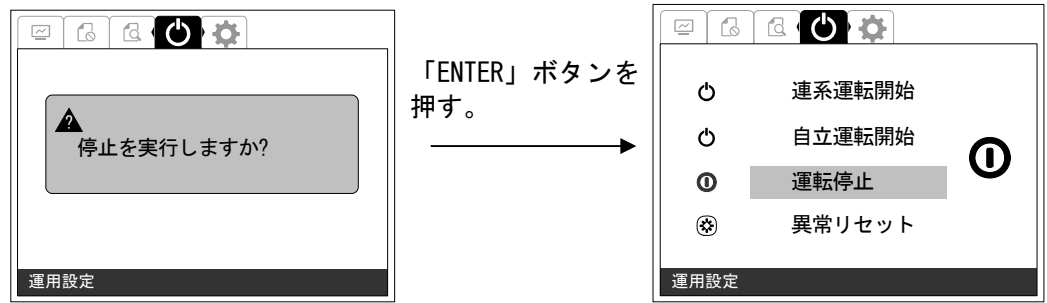 停止を実行しますか?
運用設定
「ENTER」ボタンを
押す。
連系運転開始
自立運転開始
運転停止
異常リセット
運用設定